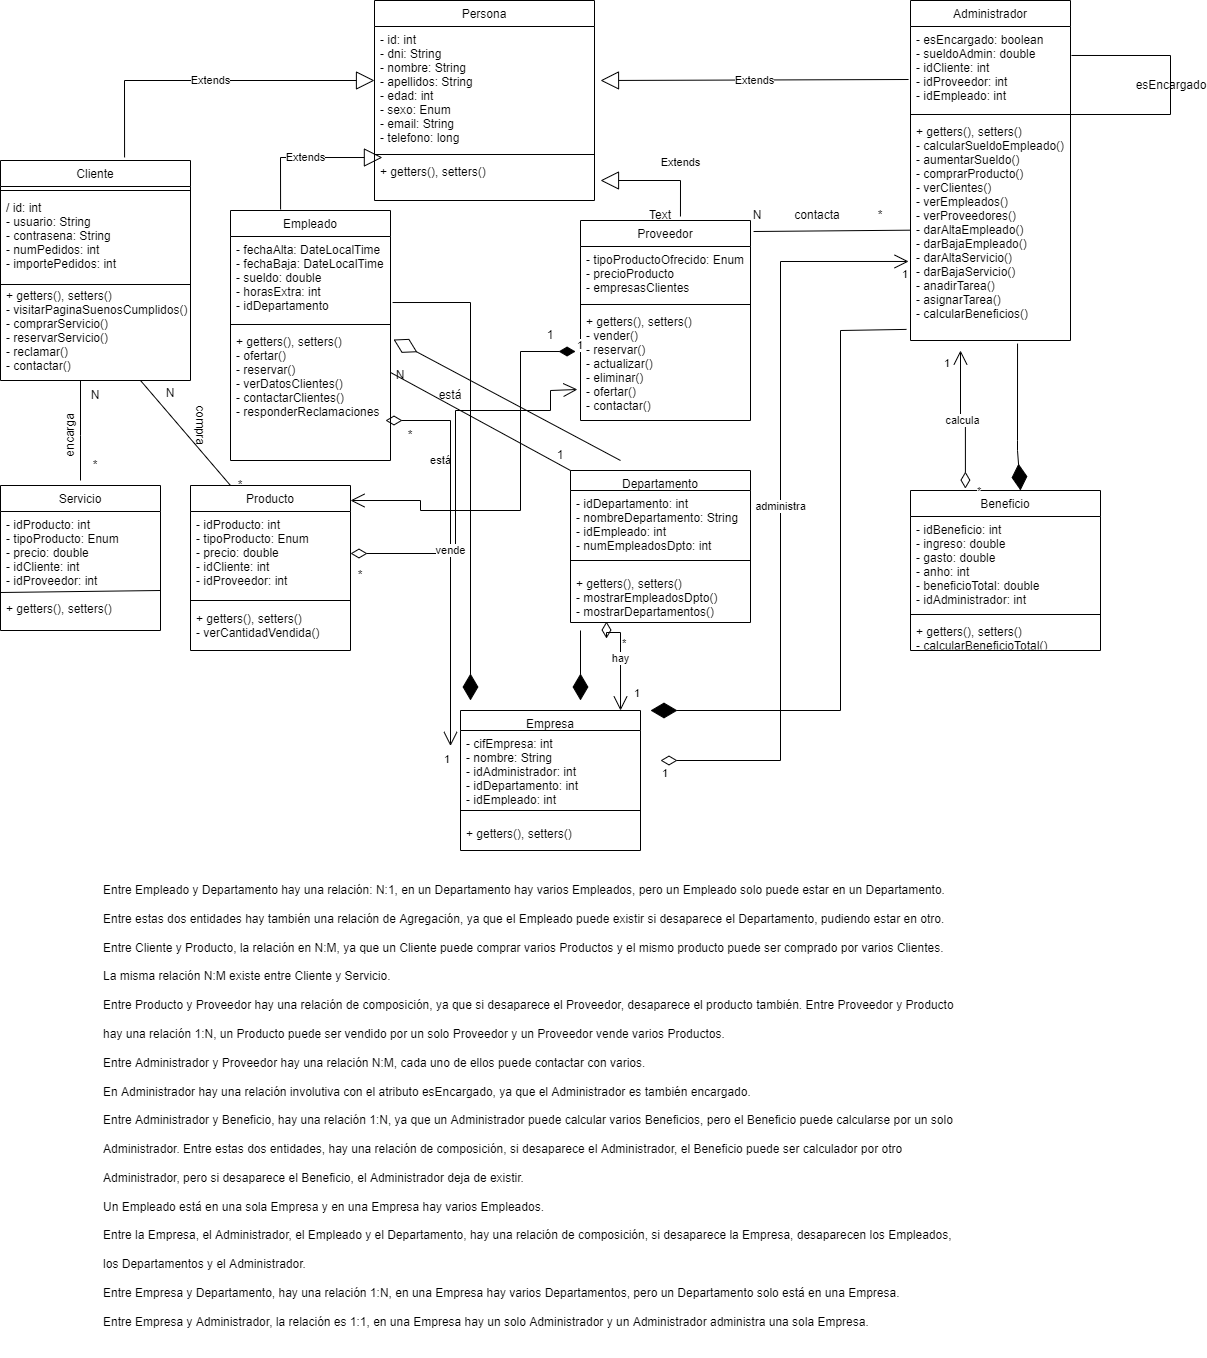 Persona
- id: int
- dni: String
- nombre: String
- apellidos: String
- edad: int
- sexo: Enum
- email: String
- telefono: long
+ getters(), setters()
Administrador
- esEncargado: boolean
- sueldoAdmin: double
- idCliente: int
- idProveedor: int
- idEmpleado: int
+ getters(), setters()
- calcularSueldoEmpleado()
- aumentarSueldo()
- comprarProducto()
- verClientes()
- verEmpleados()
- verProveedores()
- darAltaEmpleado()
- darBajaEmpleado()
- darAltaServicio()
- darBajaServicio()
- anadirTarea()
- asignarTarea()
- calcularBeneficios()
esEncargado
Extends
Extends
Extends
Extends
Cliente
/ id: int
- usuario: String
- contrasena: String
- numPedidos: int
- importePedidos: int
+ getters(), setters()
- visitarPaginaSuenosCumplidos()
- comprarServicio()
- reservarServicio()
- reclamar()
- contactar()
Empleado
- fechaAlta: DateLocalTime
- fechaBaja: DateLocalTime
- sueldo: double
- horasExtra: int
- idDepartamento
+ getters(), setters()
- ofertar()
- reservar()
- verDatosClientes()
- contactarClientes()
- responderReclamaciones
Text
Proveedor
- tipoProductoOfrecido: Enum
- precioProducto
- empresasClientes
+ getters(), setters()
- vender()
- reservar()
- actualizar()
- eliminar()
- ofertar()
- contactar()
N
contacta
*
1
1
1
N
está
1
*
está
N
encarga
*
N
compra
*
Servicio
- idProducto: int
- tipoProducto: Enum
- precio: double
- idCliente: int
- idProveedor: int
+ getters(), setters()
Producto
- idProducto: int
- tipoProducto: Enum
- precio: double
- idCliente: int
- idProveedor: int
+ getters(), setters()
- verCantidadVendida()
vende
*
Departamento
- idDepartamento: int
- nombreDepartamento: String
- idEmpleado: int
- numEmpleadosDpto: int
+ getters(), setters()
- mostrarEmpleadosDpto()
- mostrarDepartamentos()
administra
1
calcula
*
Beneficio
- idBeneficio: int
- ingreso: double
- gasto: double
- anho: int
- beneficioTotal: double
- idAdministrador: int
+ getters(), setters()
- calcularBeneficioTotal()
*
hay
1
1
1
Empresa
- cifEmpresa: int
- nombre: String
- idAdministrador: int
- idDepartamento: int
- idEmpleado: int
+ getters(), setters()
Entre Empleado y Departamento hay una relación: N:1, en un Departamento hay varios Empleados, pero un Empleado solo puede estar en un Departamento.
Entre estas dos entidades hay también una relación de Agregación, ya que el Empleado puede existir si desaparece el Departamento, pudiendo estar en otro.
Entre Cliente y Producto, la relación en N:M, ya que un Cliente puede comprar varios Productos y el mismo producto puede ser comprado por varios Clientes.
La misma relación N:M existe entre Cliente y Servicio.
Entre Producto y Proveedor hay una relación de composición, ya que si desaparece el Proveedor, desaparece el producto también. Entre Proveedor y Producto
hay una relación 1:N, un Producto puede ser vendido por un solo Proveedor y un Proveedor vende varios Productos.
Entre Administrador y Proveedor hay una relación N:M, cada uno de ellos puede contactar con varios.
En Administrador hay una relación involutiva con el atributo esEncargado, ya que el Administrador es también encargado.
Entre Administrador y Beneficio, hay una relación 1:N, ya que un Administrador puede calcular varios Beneficios, pero el Beneficio puede calcularse por un solo
Administrador. Entre estas dos entidades, hay una relación de composición, si desaparece el Administrador, el Beneficio puede ser calculador por otro
Administrador, pero si desaparece el Beneficio, el Administrador deja de existir.
Un Empleado está en una sola Empresa y en una Empresa hay varios Empleados.
Entre la Empresa, el Administrador, el Empleado y el Departamento, hay una relación de composición, si desaparece la Empresa, desaparecen los Empleados,
los Departamentos y el Administrador.
Entre Empresa y Departamento, hay una relación 1:N, en una Empresa hay varios Departamentos, pero un Departamento solo está en una Empresa.
Entre Empresa y Administrador, la relación es 1:1, en una Empresa hay un solo Administrador y un Administrador administra una sola Empresa.